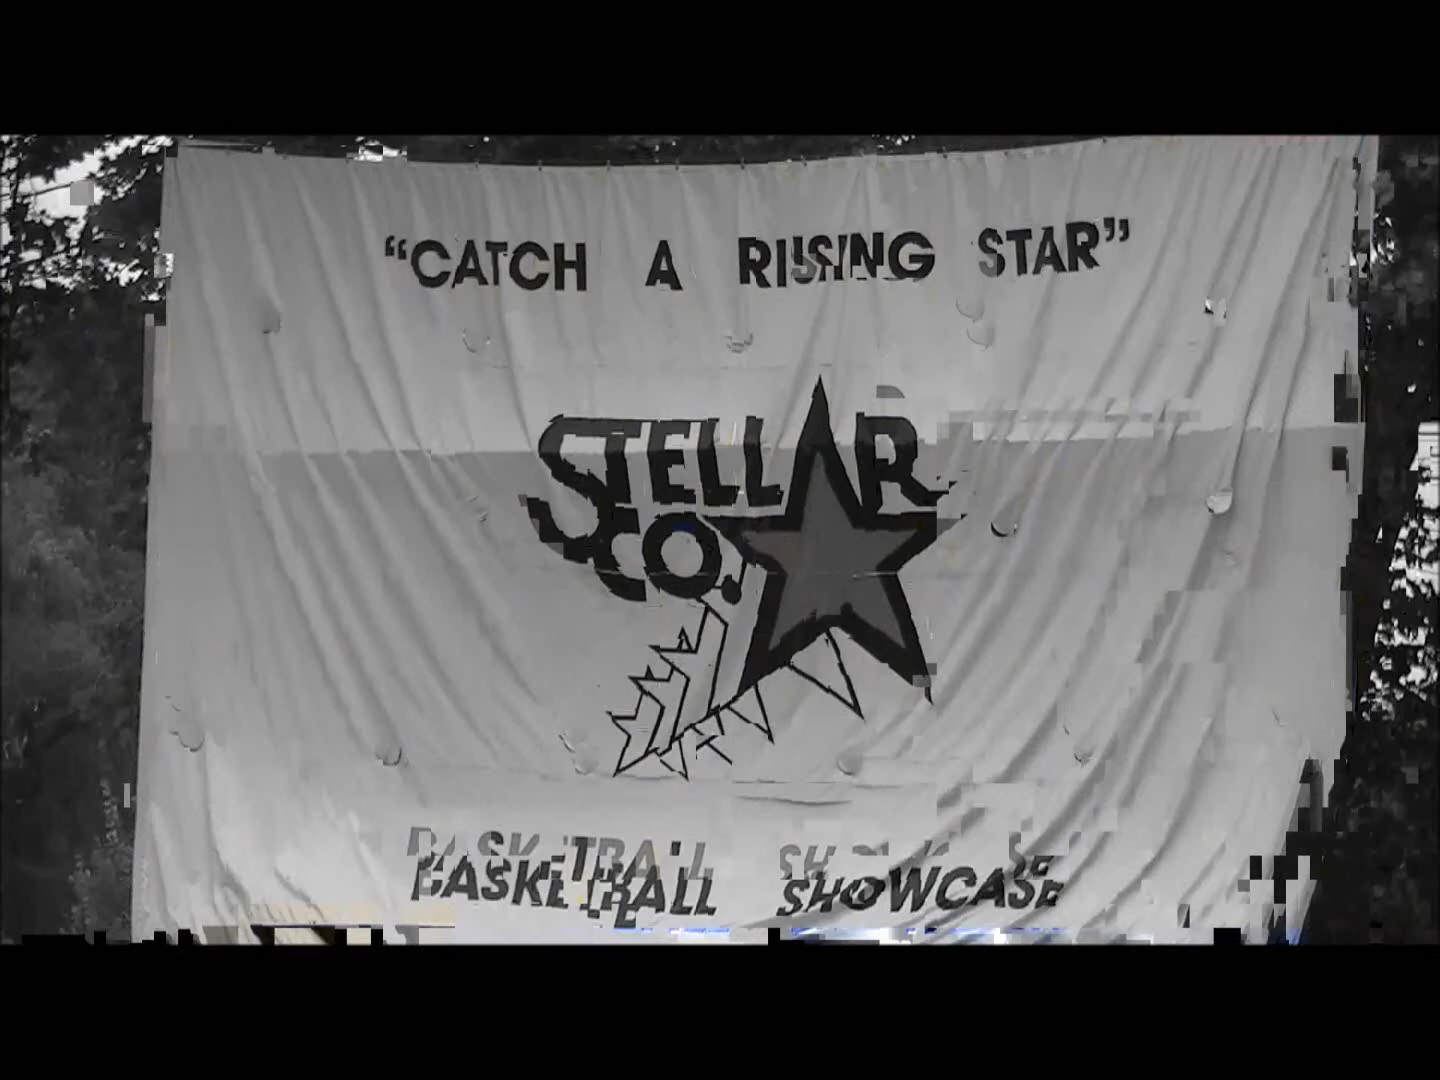 “CATCH A RISING STAR”
STELLAR
CO.
BASKETBALL SHOWCASE